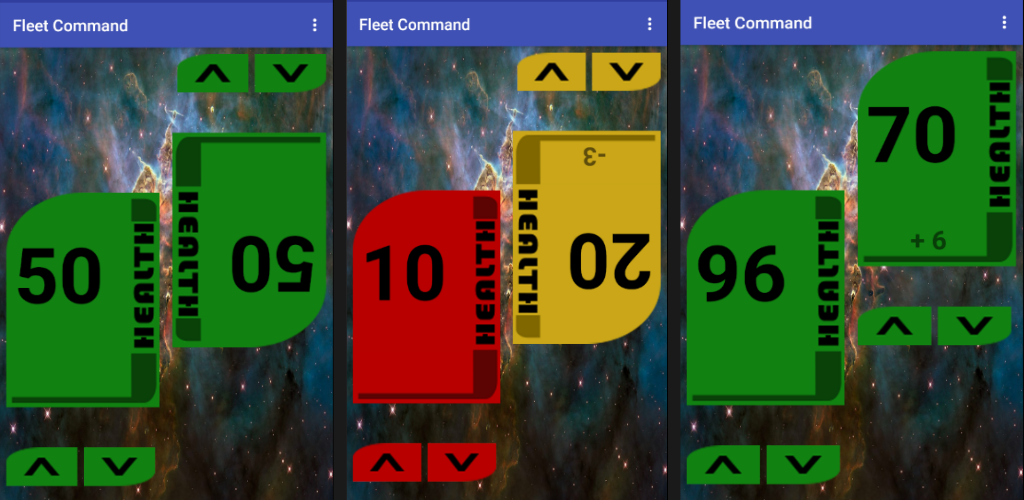 Fleet Command
50
HEALTH
50
HEALTH
Fleet Command
10
HEALTH
-3
20
HEALTH
Fleet Command
96
HEALTH
70
+ 6
HEALTH